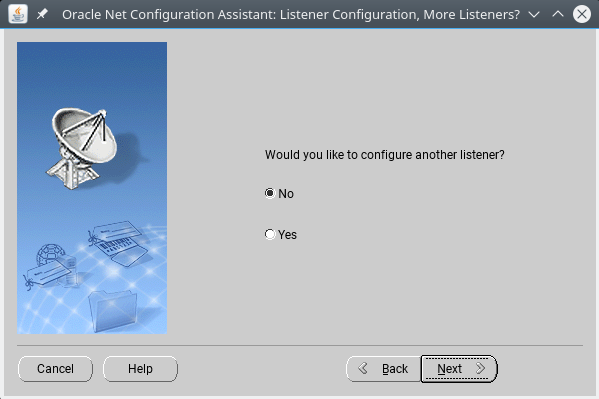 Oracle Net Configuration Assistant: Listener Configuration, More Listeners?
Would you like to configure another listener?
No
Yes
Cancel
Help
Back
Next